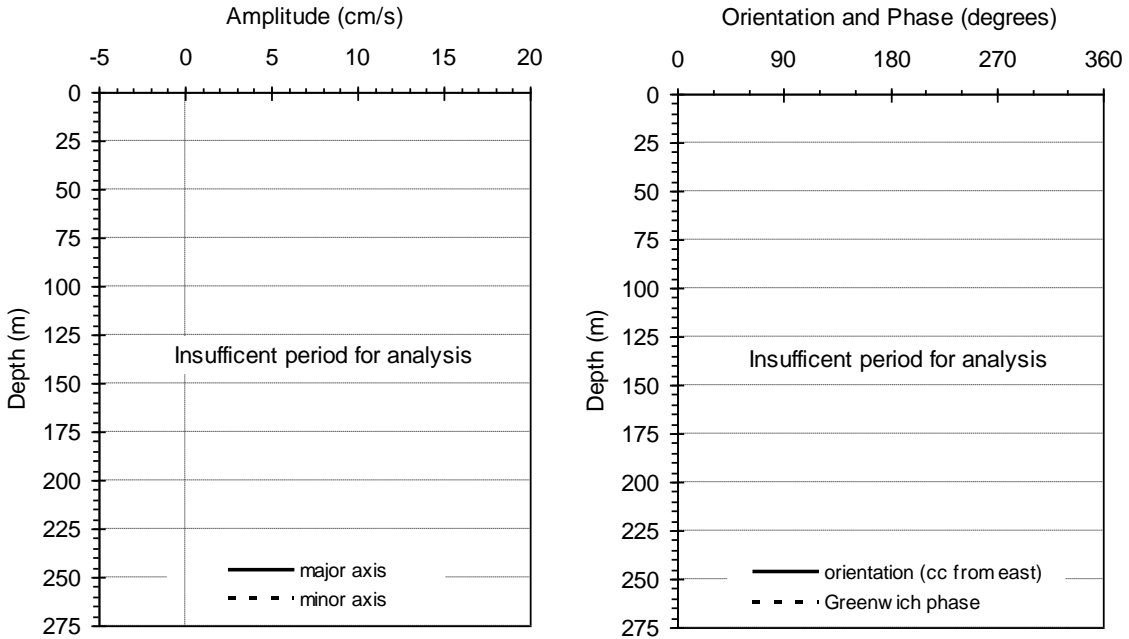 Amplitude (cm/s)
-5 0 5 10 15 20
0
25
50
75
100
125
150
175
200
225
250
275
Depth (m)
Insufficent period for analysis
major axis
minor axis
Orientation and Phase (degrees)
0 90 180 270 360
0
25
50
75
100
125
150
175
200
225
250
275
Depth (m)
Insufficent period for analysis
orientation (cc from east)
Greenwich phase